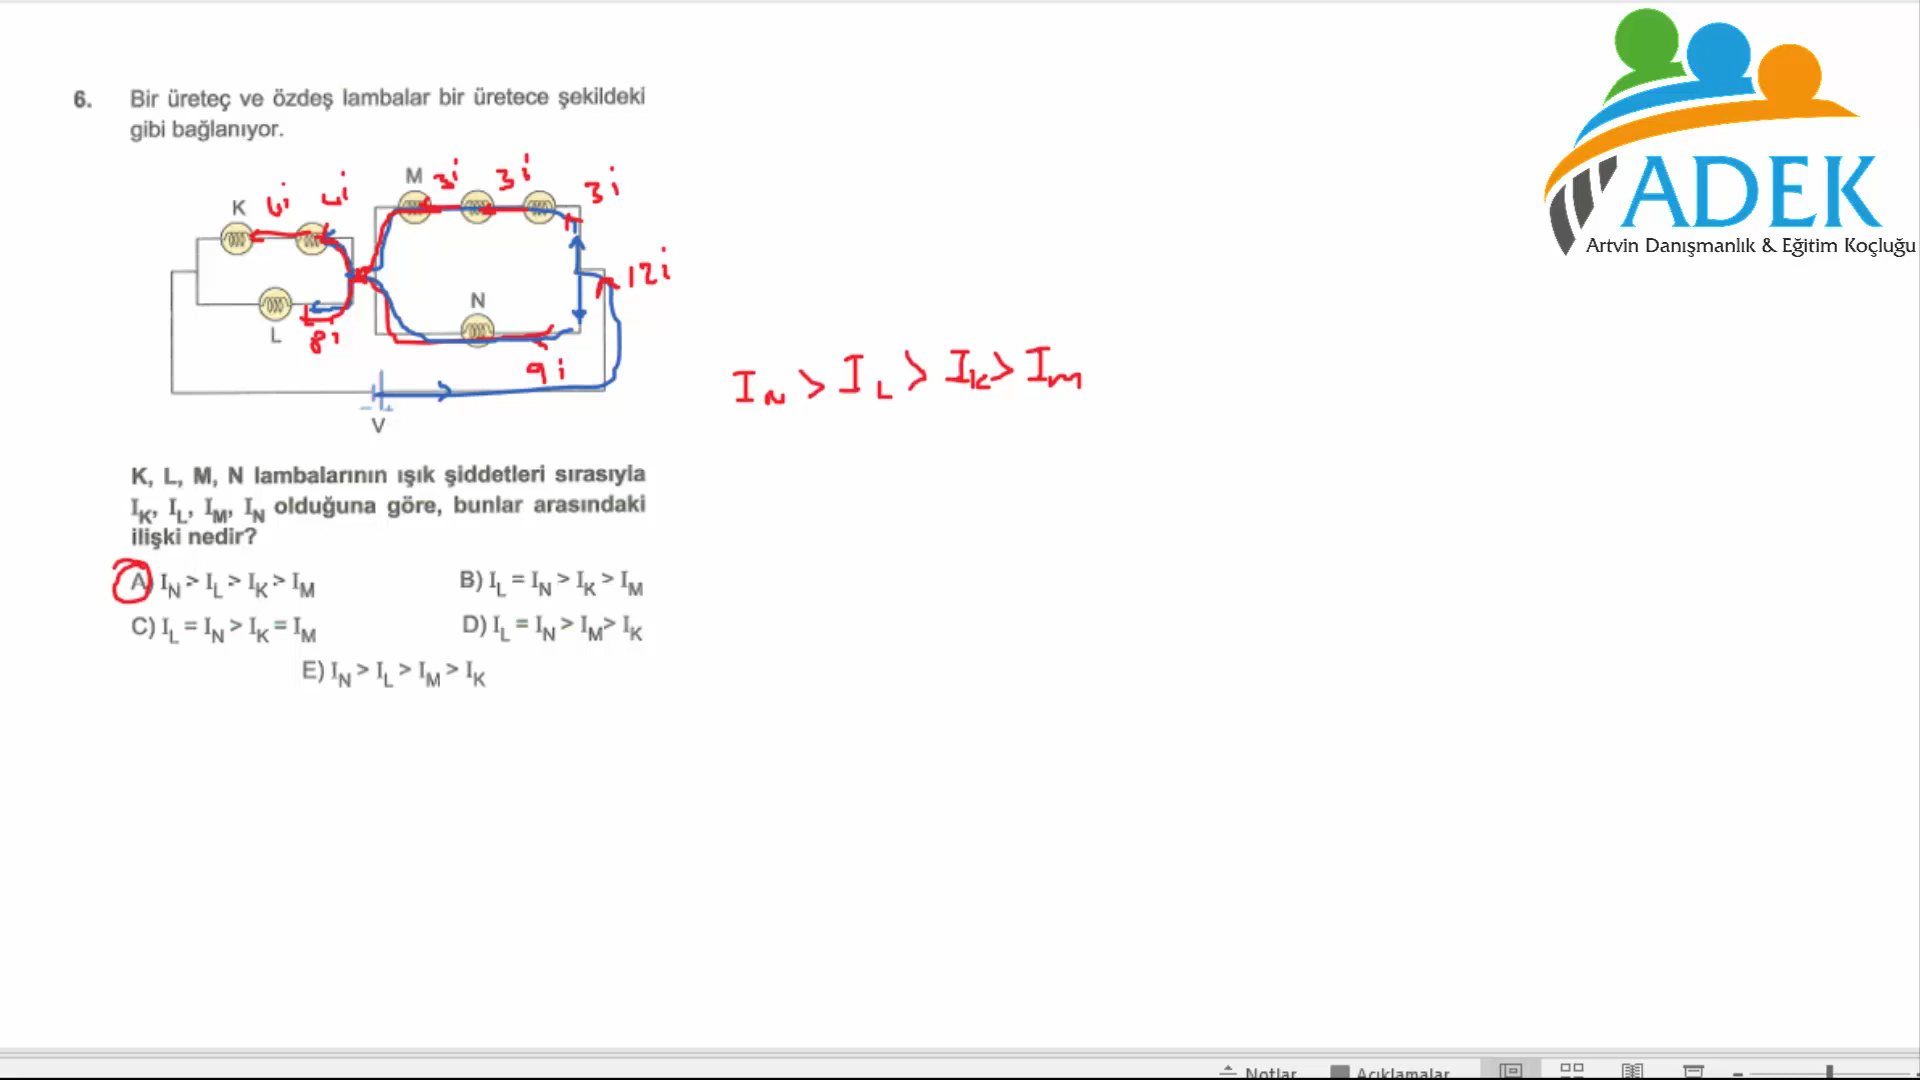 6. Bir üreteç ve özdeş lambalar bir üretece şekildeki
gibi bağlanıyor.
M 3i 3i 3i
K 4i 4i
12i
N
L 8i
9i
- +
V
I_N > I_L > I_K > I_M
K, L, M, N lambalarının ışık şiddetleri sırasıyla
I_K, I_L, I_M, I_N olduğuna göre, bunlar arasındaki
ilişki nedir?
A) I_N > I_L > I_K > I_M
B) I_L = I_N > I_K > I_M
C) I_L = I_N > I_K = I_M
D) I_L = I_N > I_M > I_K
E) I_N > I_L > I_M > I_K
ADEK
Artvin Danışmanlık & Eğitim Koçluğu
Notlar Açıklamalar